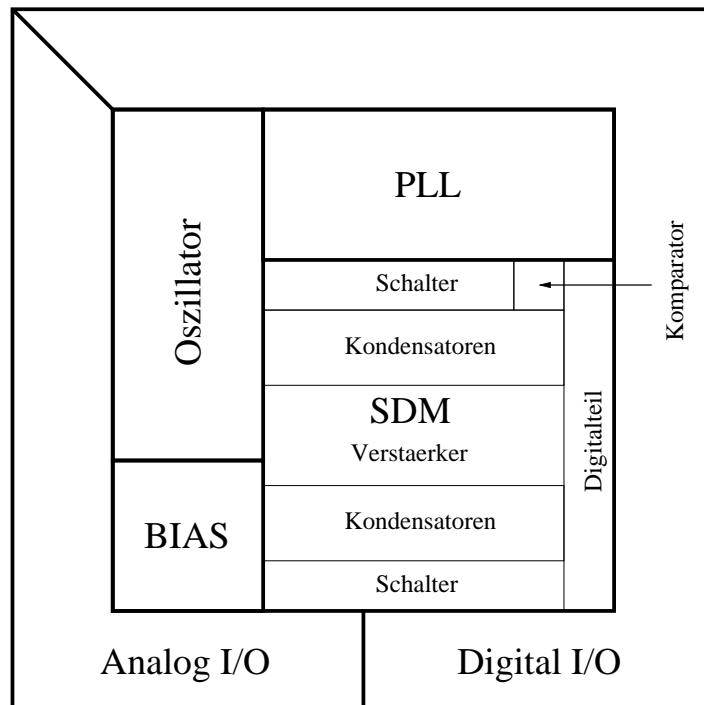 PLL
Oszillator
Schalter
Komparator
Kondensatoren
SDM
Verstaerker
Digitalteil
Kondensatoren
BIAS
Schalter
Analog I/O
Digital I/O